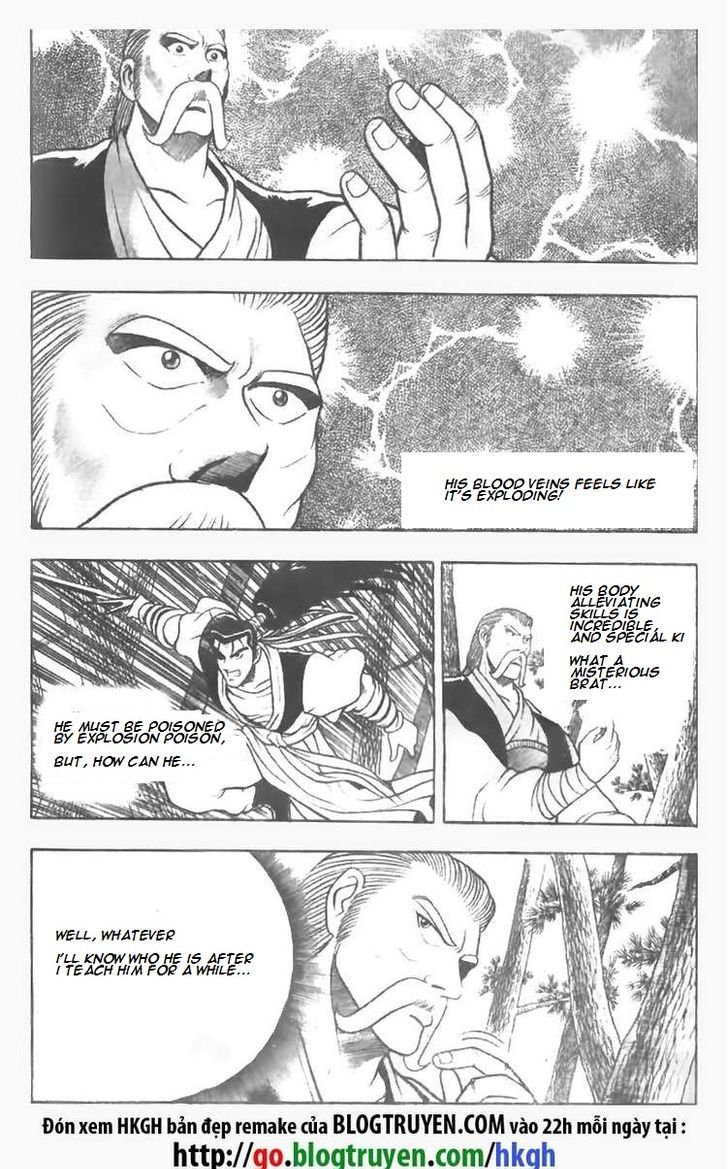 HIS BLOOD VEINS FEELS LIKE
IT'S EXPLODING!
HE MUST BE POISONED
BY EXPLOSION POISON,
BUT, HOW CAN HE...
HIS BODY
ALLEVIATING
SKILLS IS
INCREDIBLE,
AND SPECIAL KI
WHAT A
MISTERIOUS
BRAT...
WELL, WHATEVER
I'LL KNOW WHO HE IS AFTER
I TEACH HIM FOR A WHILE...
Đón xem HKGH bản đẹp remake của BLOGTRUYEN.COM vào 22h mỗi ngày tại :
http://go.blogtruyen.com/hkgh